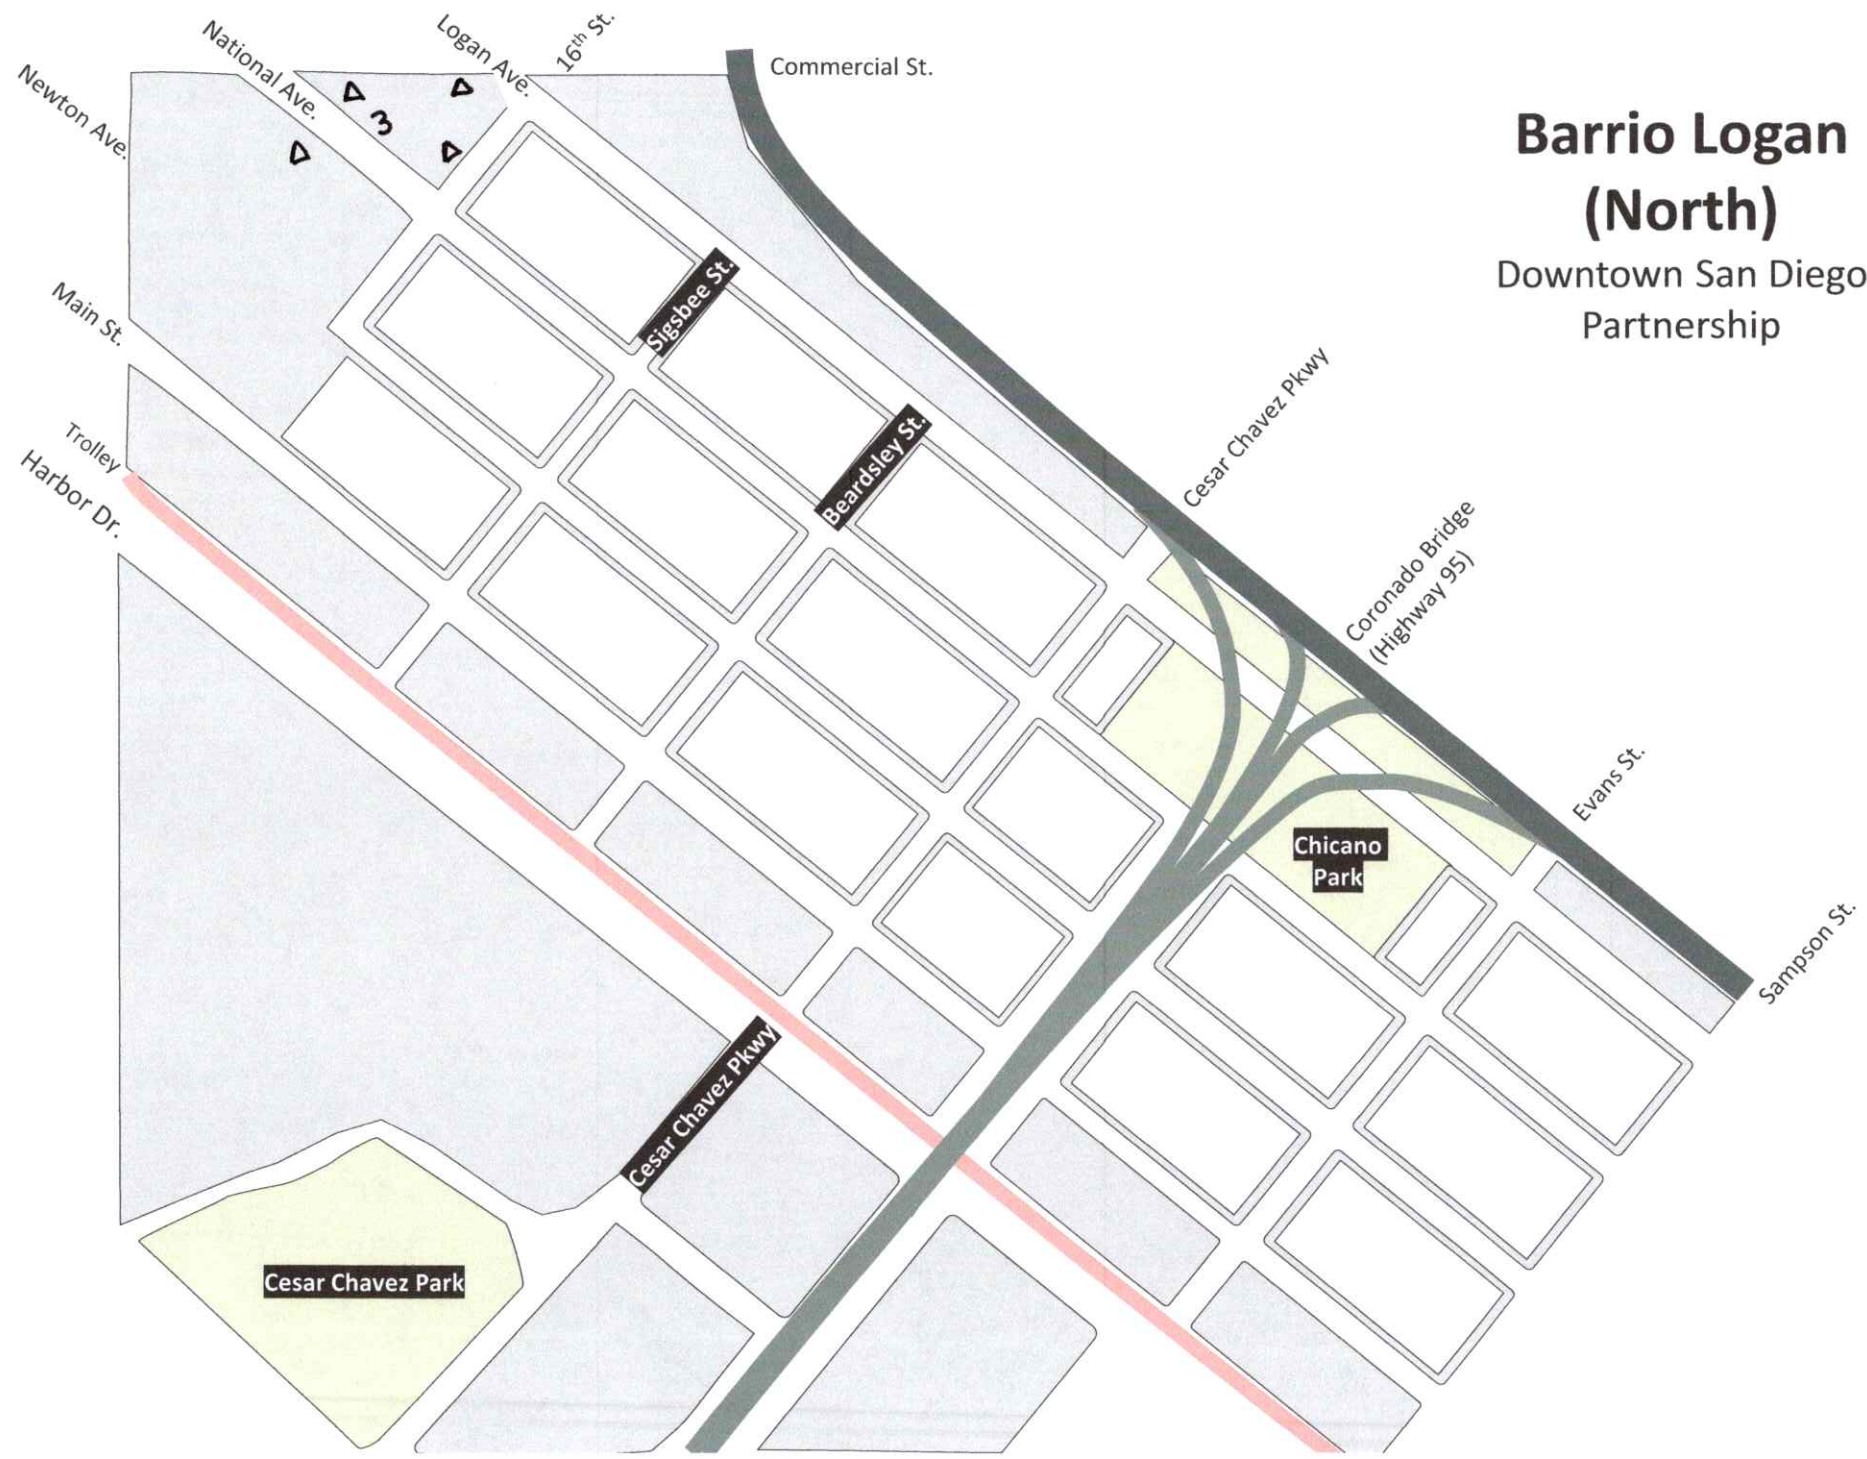 Barrio Logan
(North)
Downtown San Diego
Partnership
Newton Ave.
National Ave.
Logan Ave.
16th St.
Commercial St.
3
Main St.
Trolley
Harbor Dr.
Sigsbee St.
Beardsley St.
Cesar Chavez Pkwy
Coronado Bridge
(Highway 95)
Evans St.
Sampson St.
Chicano
Park
Cesar Chavez Pkwy
Cesar Chavez Park